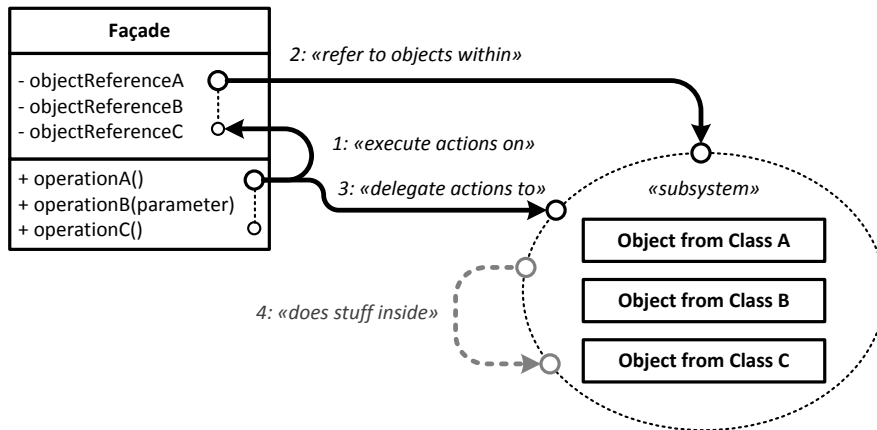 Façade
- objectReferenceA
- objectReferenceB
- objectReferenceC
+ operationA()
+ operationB(parameter)
+ operationC()
2: «refer to objects within»
1: «execute actions on»
3: «delegate actions to»
4: «does stuff inside»
«subsystem»
Object from Class A
Object from Class B
Object from Class C